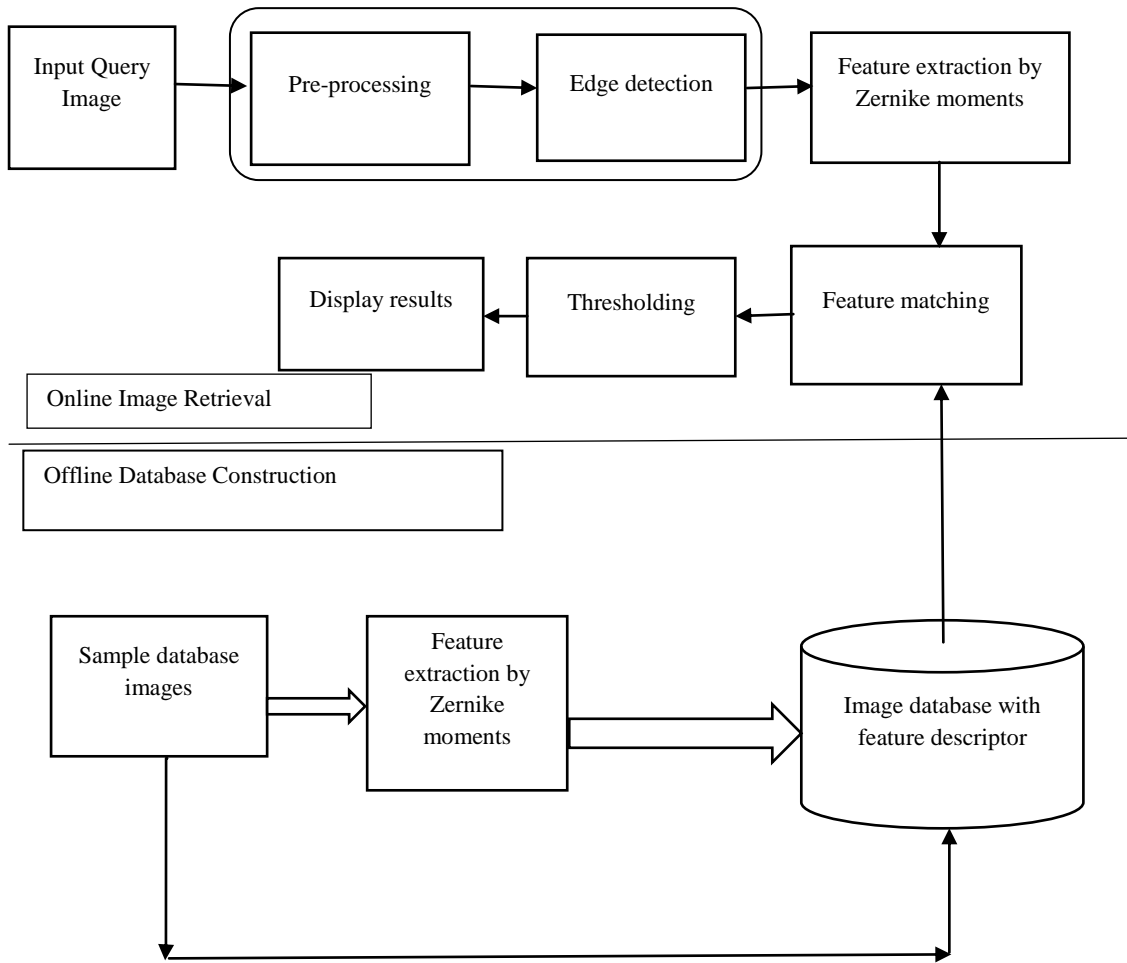 Input Query
Image
Pre-processing
Edge detection
Feature extraction by
Zernike moments
Display results
Thresholding
Feature matching
Online Image Retrieval
Offline Database Construction
Sample database
images
Feature
extraction by
Zernike
moments
Image database with
feature descriptor